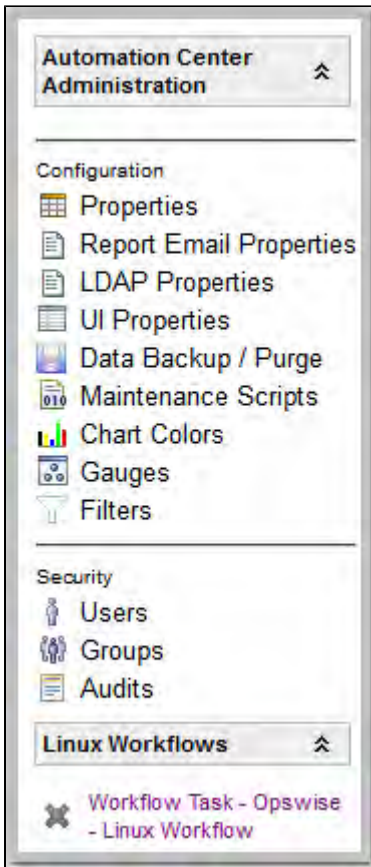 Automation Center
Administration
Configuration
Properties
Report Email Properties
LDAP Properties
UI Properties
Data Backup / Purge
010
Maintenance Scripts
Chart Colors
Gauges
Filters
Security
Users
Groups
Audits
Linux Workflows
Workflow Task - Opswise
- Linux Workflow